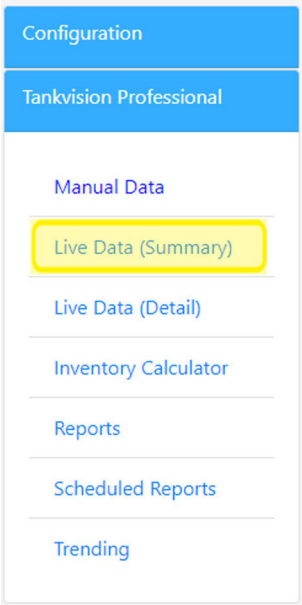 Configuration
Tankvision Professional
Manual Data
Live Data (Summary)
Live Data (Detail)
Inventory Calculator
Reports
Scheduled Reports
Trending